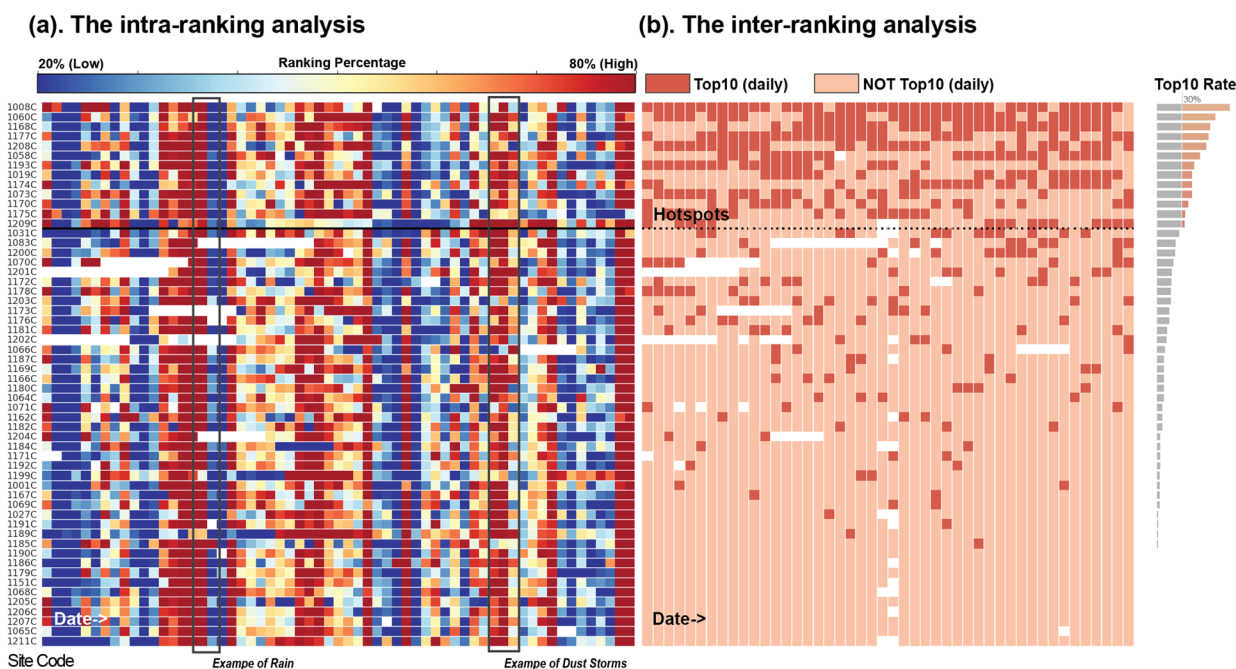 (a). The intra-ranking analysis
(b). The inter-ranking analysis
20% (Low)
Ranking Percentage
80% (High)
Top10 (daily)
NOT Top10 (daily)
Top10 Rate
30%
1008C
1060C
1168C
1177C
1208C
1058C
1193C
1019C
1174C
1073C
1170C
1175C
1209C
1031C
1083C
1200C
1070C
1201C
1172C
1178C
1203C
1173C
1176C
1181C
1202C
1066C
1187C
1169C
1166C
1180C
1064C
1071C
1162C
1182C
1204C
1184C
1171C
1192C
1199C
1001C
1167C
1069C
1027C
1191C
1189C
1185C
1190C
1186C
1179C
1151C
1068C
1205C
1206C
1207C
1065C
1211C
Hotspots
Date->
Date->
Site Code
Exampe of Rain
Exampe of Dust Storms